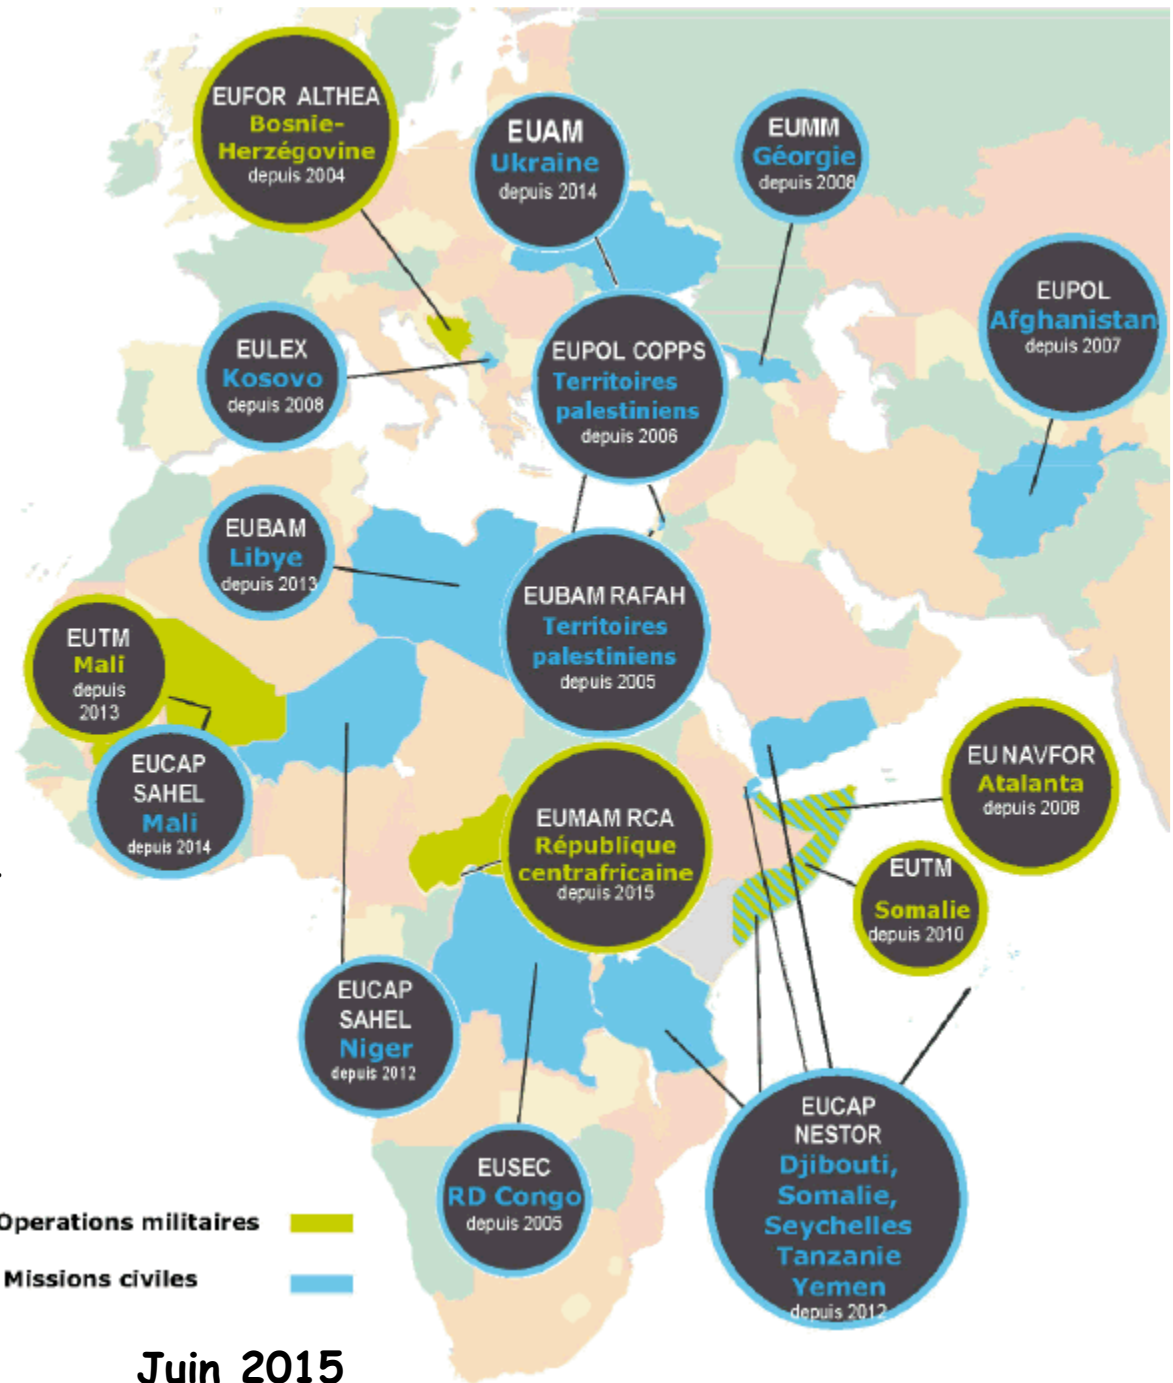 EUFOR ALTHEA
Bosnie-
Herzégovine
depuis 2004
EUAM
Ukraine
depuis 2014
EUMM
Géorgie
depuis 2008
EUPOL
Afghanistan
depuis 2007
EULEX
Kosovo
depuis 2008
EUPOL COPPS
Territoires
palestiniens
depuis 2006
EUBAM
Libye
depuis 2013
EUBAM RAFAH
Territoires
palestiniens
depuis 2005
EUTM
Mali
depuis
2013
EUCAP
SAHEL
Mali
depuis 2014
EUMAM RCA
République
centrafricaine
depuis 2015
EU NAVFOR
Atalanta
depuis 2008
EUTM
Somalie
depuis 2010
EUCAP
SAHEL
Niger
depuis 2012
EUSEC
RD Congo
depuis 2005
EUCAP
NESTOR
Djibouti,
Somalie,
Seychelles
Tanzanie
Yemen
depuis 2012
Operations militaires
Missions civiles
Juin 2015